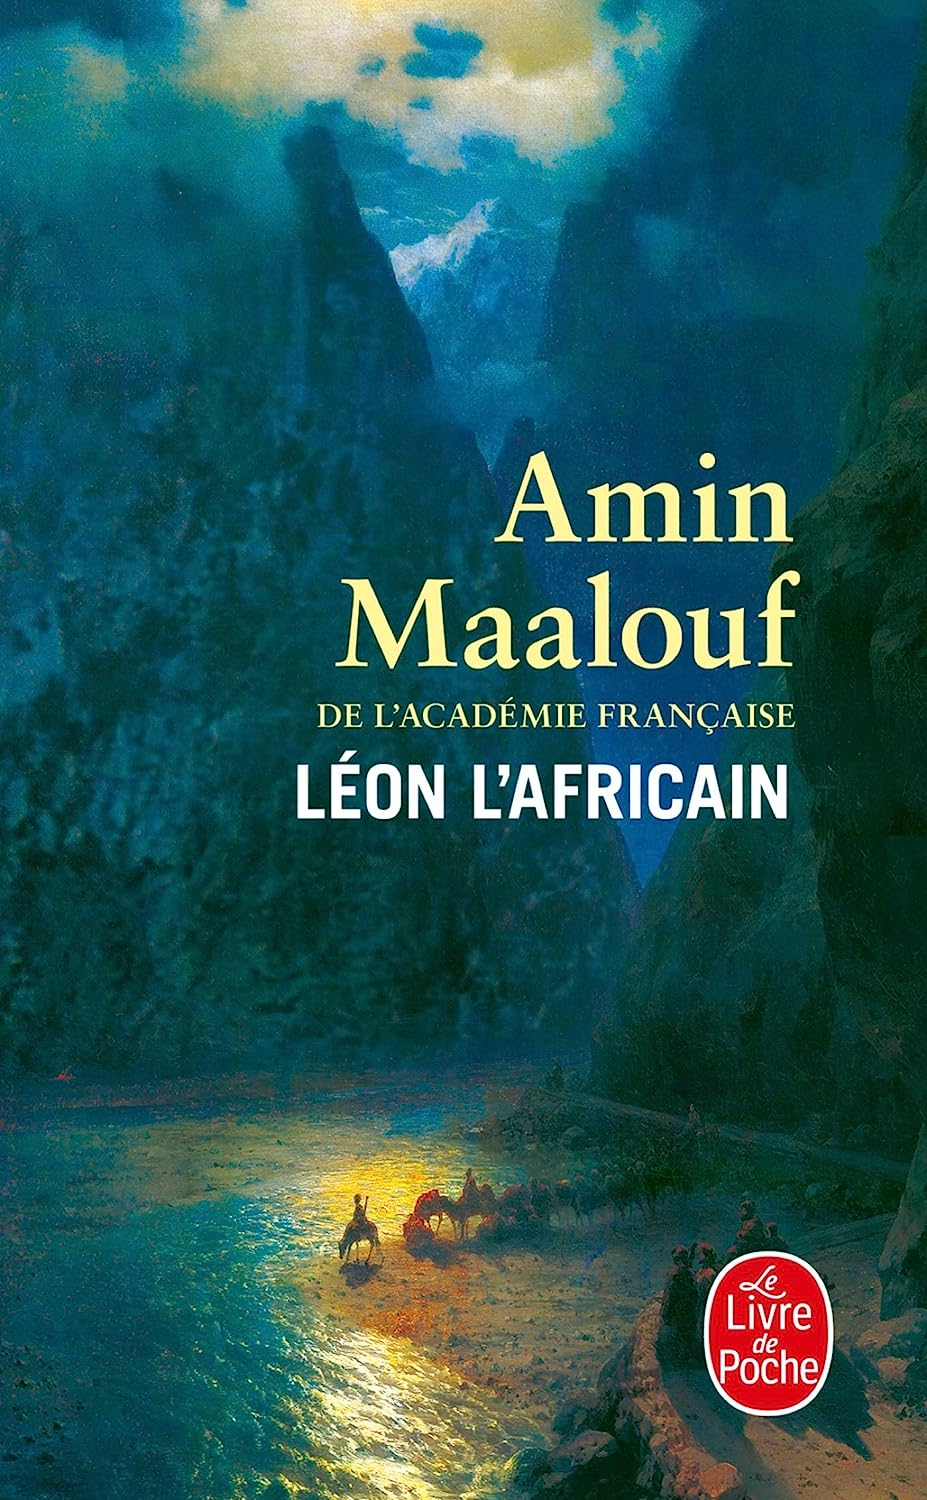 Amin
Maalouf
DE L'ACADÉMIE FRANÇAISE
LÉON L'AFRICAIN
Le
Livre
de
Poche